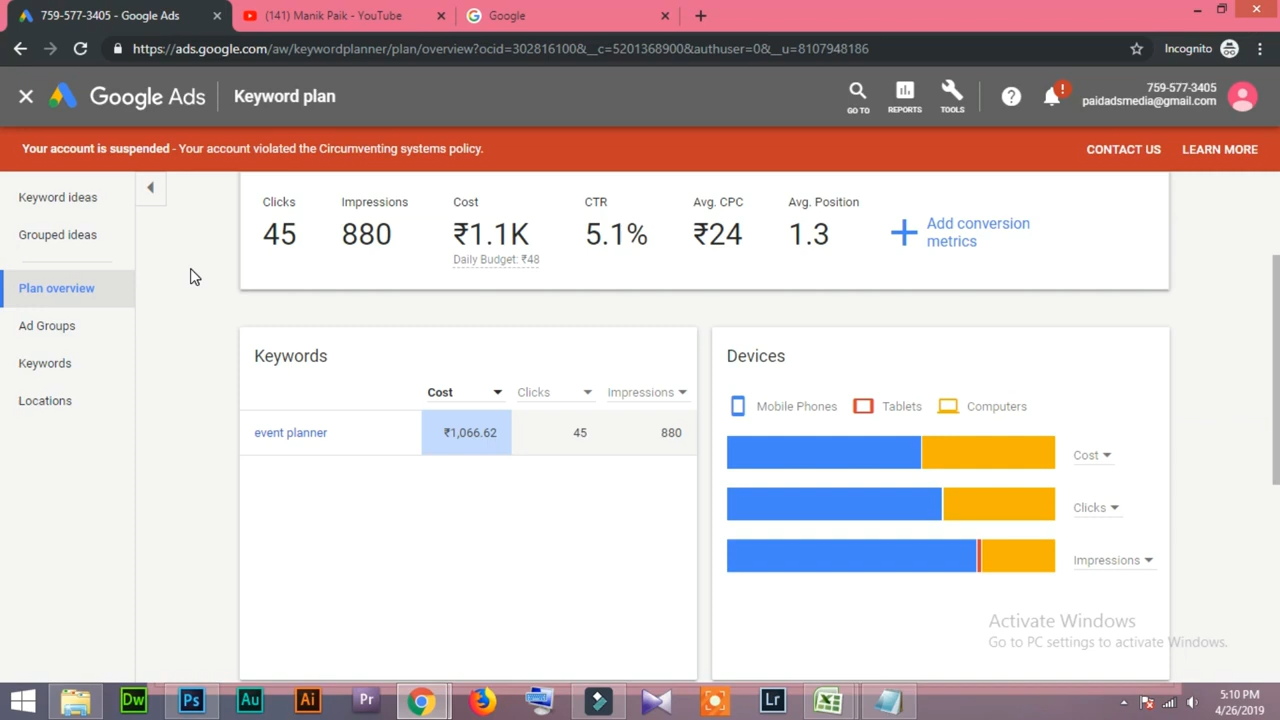 759-577-3405 - Google Ads
(141) Manik Paik - YouTube
Google
https://ads.google.com/aw/keywordplanner/plan/overview?ocid=302816100&__c=5201368900&authuser=0&__u=8107948186
Incognito
Google Ads
Keyword plan
GO TO
REPORTS
TOOLS
759-577-3405
paidadsmedia@gmail.com
Your account is suspended - Your account violated the Circumventing systems policy.
CONTACT US
LEARN MORE
Keyword ideas
Grouped ideas
Plan overview
Ad Groups
Keywords
Locations
Clicks Impressions Cost CTR Avg. CPC Avg. Position
45 880 ₹1.1K 5.1% ₹24 1.3
Daily Budget: ₹48
Add conversion
metrics
Keywords
Cost Clicks Impressions
event planner ₹1,066.62 45 880
Devices
Mobile Phones Tablets Computers
Cost
Clicks
Impressions
Activate Windows
Go to PC settings to activate Windows.
Dw Ps Au Ai Pr Lr
5:10 PM
4/26/2019